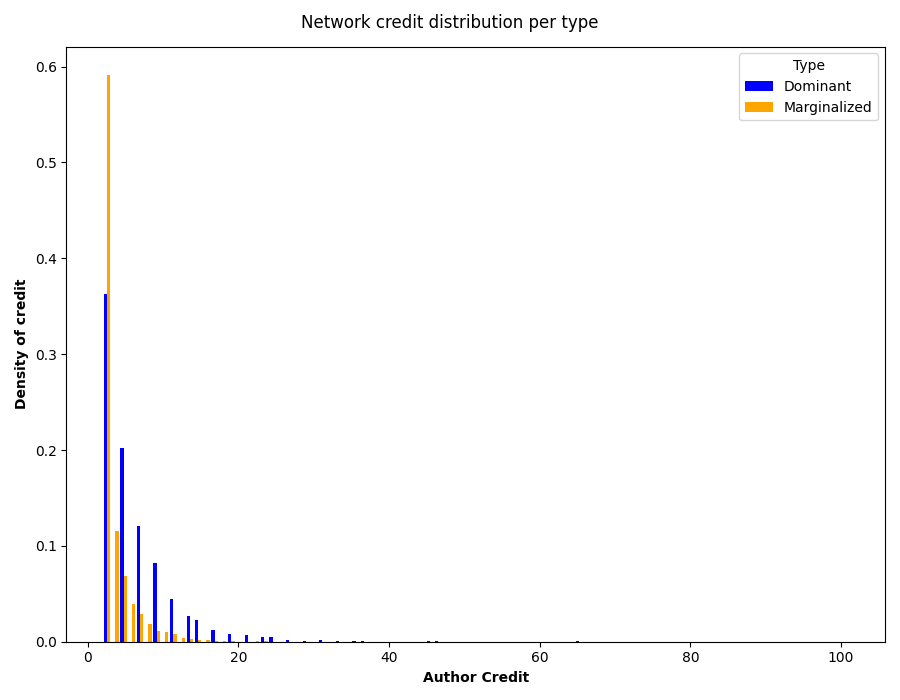 Network credit distribution per type
Type
Dominant
Marginalized
0.6
0.5
0.4
0.3
0.2
0.1
0.0
Density of credit
0
20
40
60
80
100
Author Credit